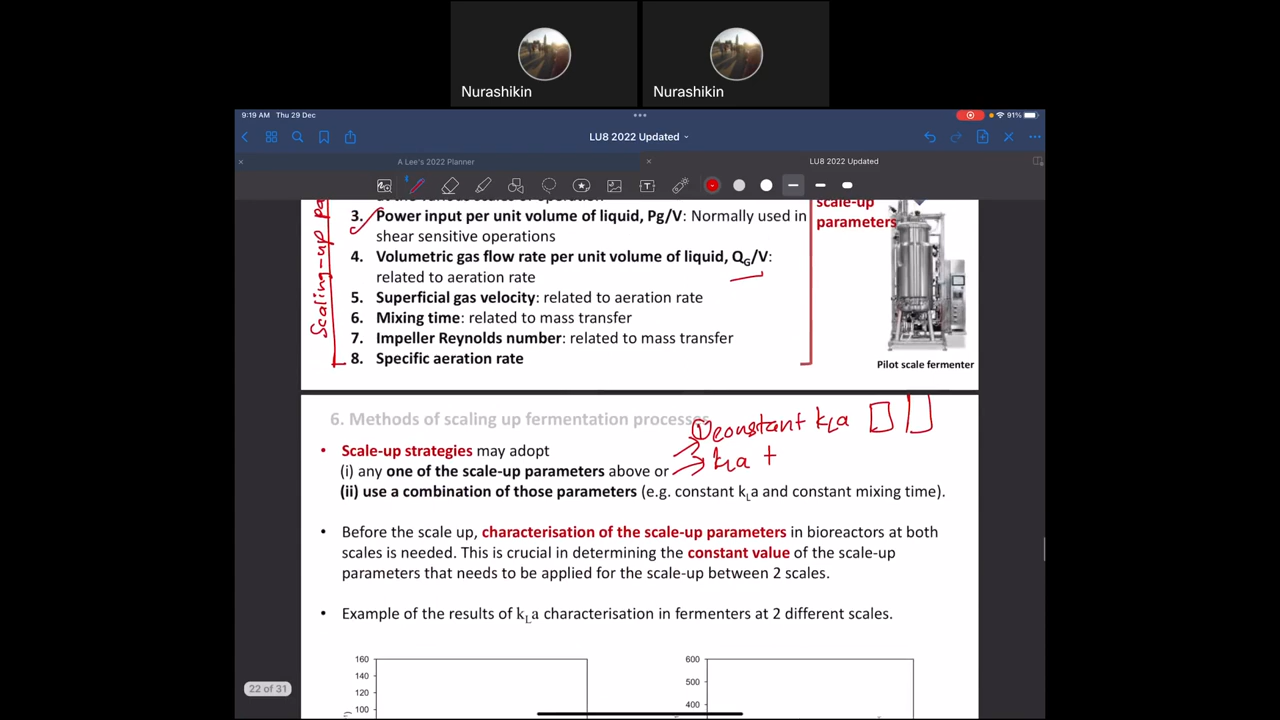 Nurashikin
Nurashikin
9:19 AM Thu 29 Dec
91%
LU8 2022 Updated
A Lee's 2022 Planner
LU8 2022 Updated
at the various scales of operation
3. Power input per unit volume of liquid, Pg/V: Normally used in
shear sensitive operations
4. Volumetric gas flow rate per unit volume of liquid, QG/V:
related to aeration rate
5. Superficial gas velocity: related to aeration rate
6. Mixing time: related to mass transfer
7. Impeller Reynolds number: related to mass transfer
8. Specific aeration rate
Scaling-up pa
scale-up
parameters
Pilot scale fermenter
6. Methods of scaling up fermentation processes
① constant kLa
kLa +
• Scale-up strategies may adopt
(i) any one of the scale-up parameters above or
(ii) use a combination of those parameters (e.g. constant kLa and constant mixing time).
• Before the scale up, characterisation of the scale-up parameters in bioreactors at both
scales is needed. This is crucial in determining the constant value of the scale-up
parameters that needs to be applied for the scale-up between 2 scales.
• Example of the results of kLa characterisation in fermenters at 2 different scales.
160
140
120
100
600
500
400
22 of 31